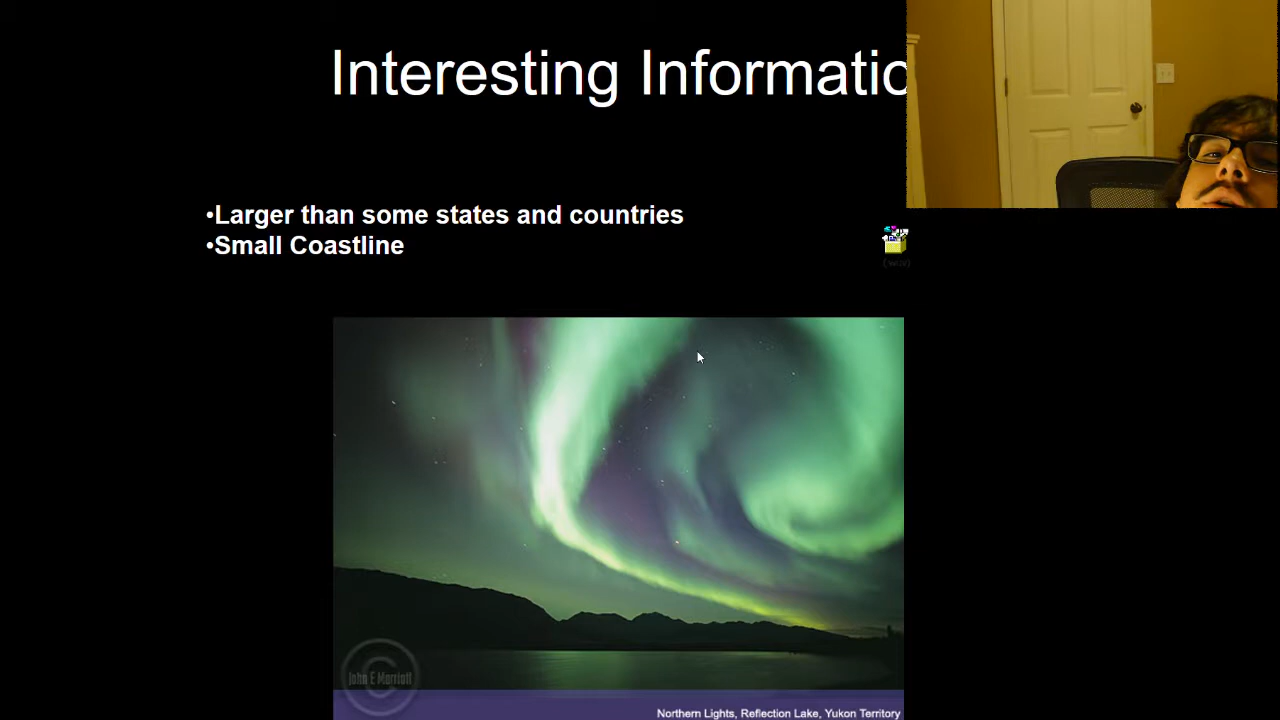 Interesting Informatio
•Larger than some states and countries
•Small Coastline
John E Marriott
Northern Lights, Reflection Lake, Yukon Territory